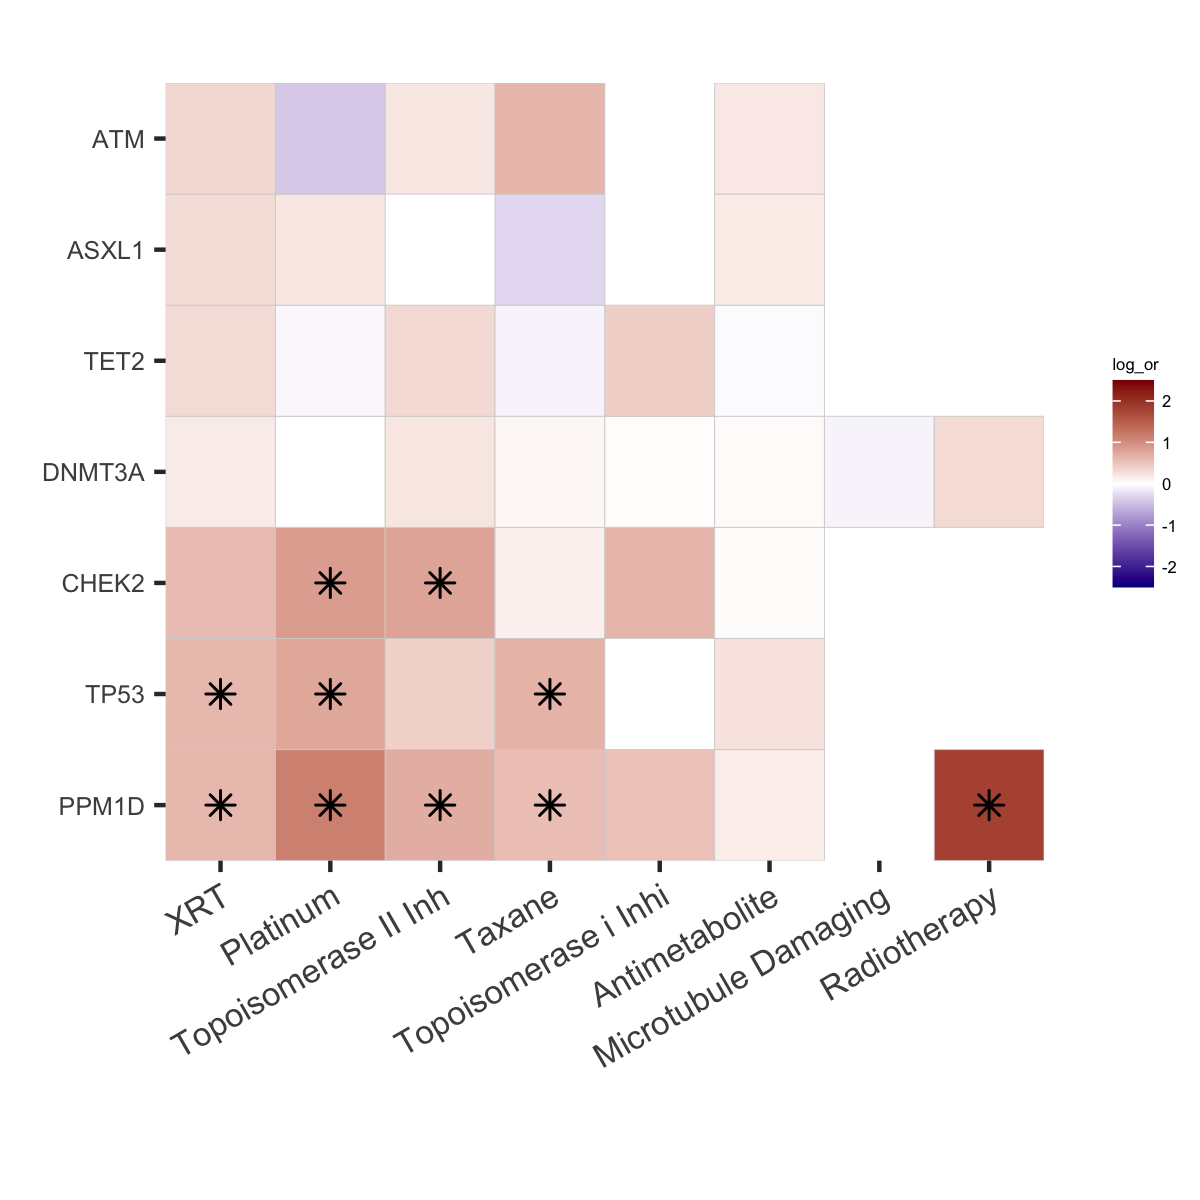 ATM
ASXL1
TET2
DNMT3A
CHEK2
TP53
PPM1D
XRT
Platinum
Topoisomerase II Inh
Taxane
Topoisomerase i Inhi
Antimetabolite
Microtubule Damaging
Radiotherapy
log_or
2
1
0
-1
-2